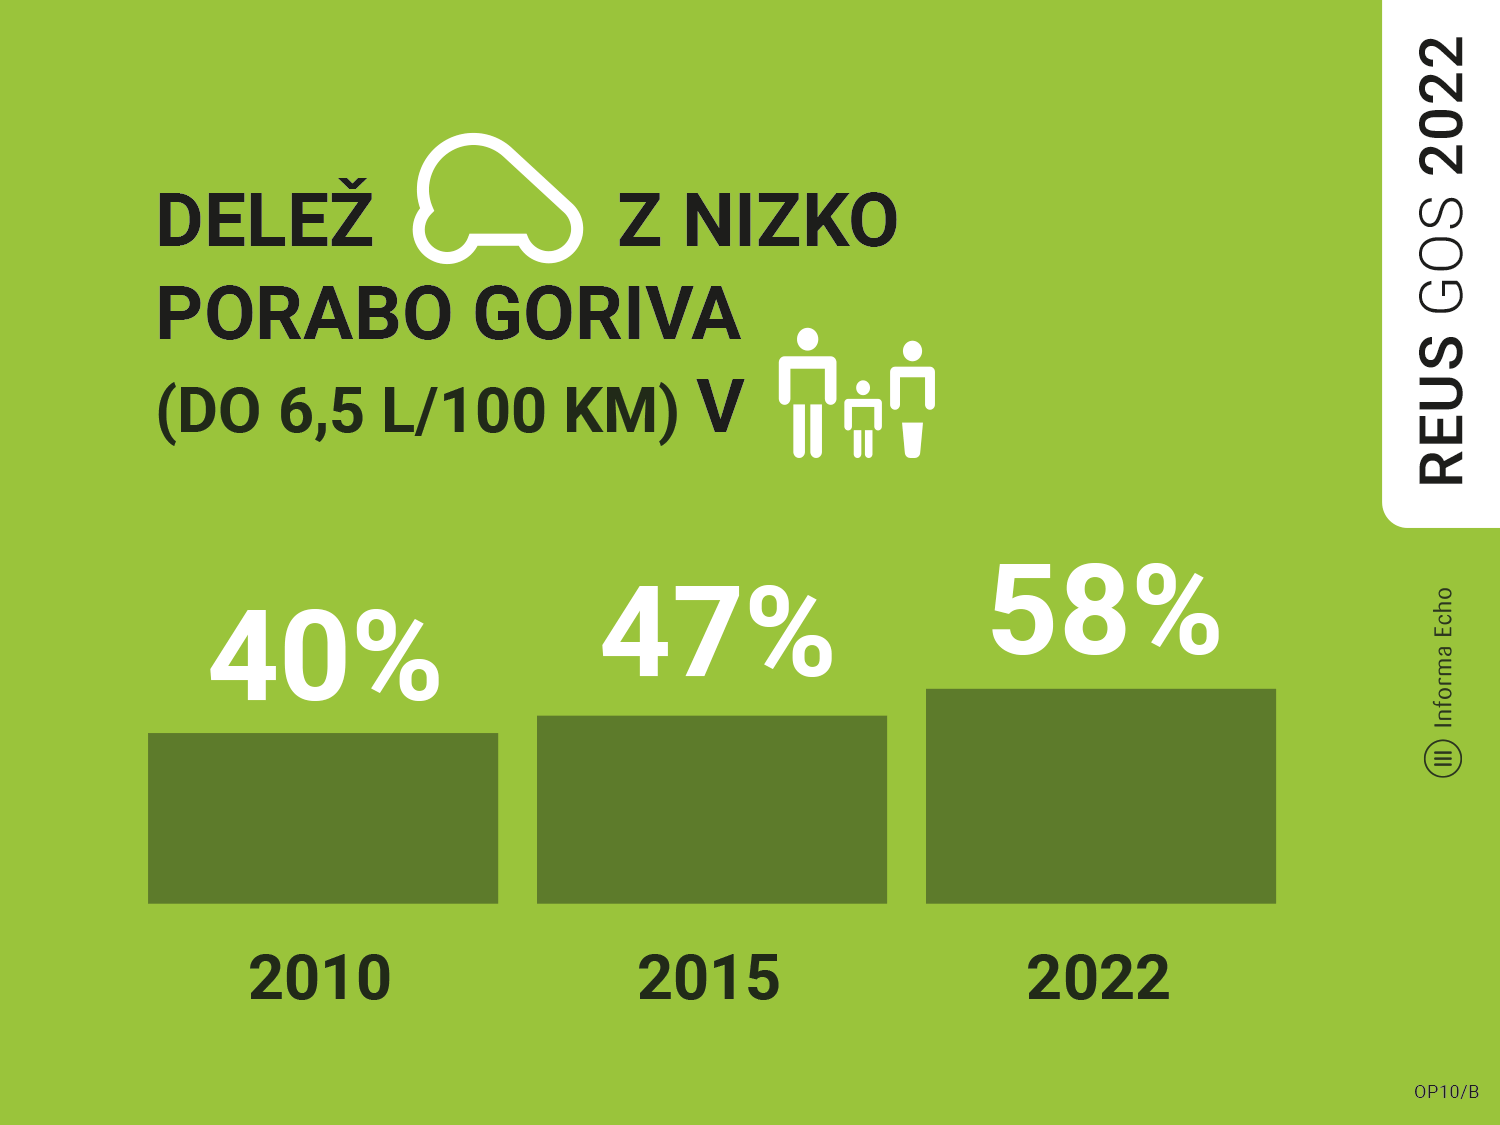 DELEŽ Z NIZKO
PORABO GORIVA
(DO 6,5 L/100 KM) V
40%
47%
58%
2010
2015
2022
REUS GOS 2022
Informa Echo
OP10/B